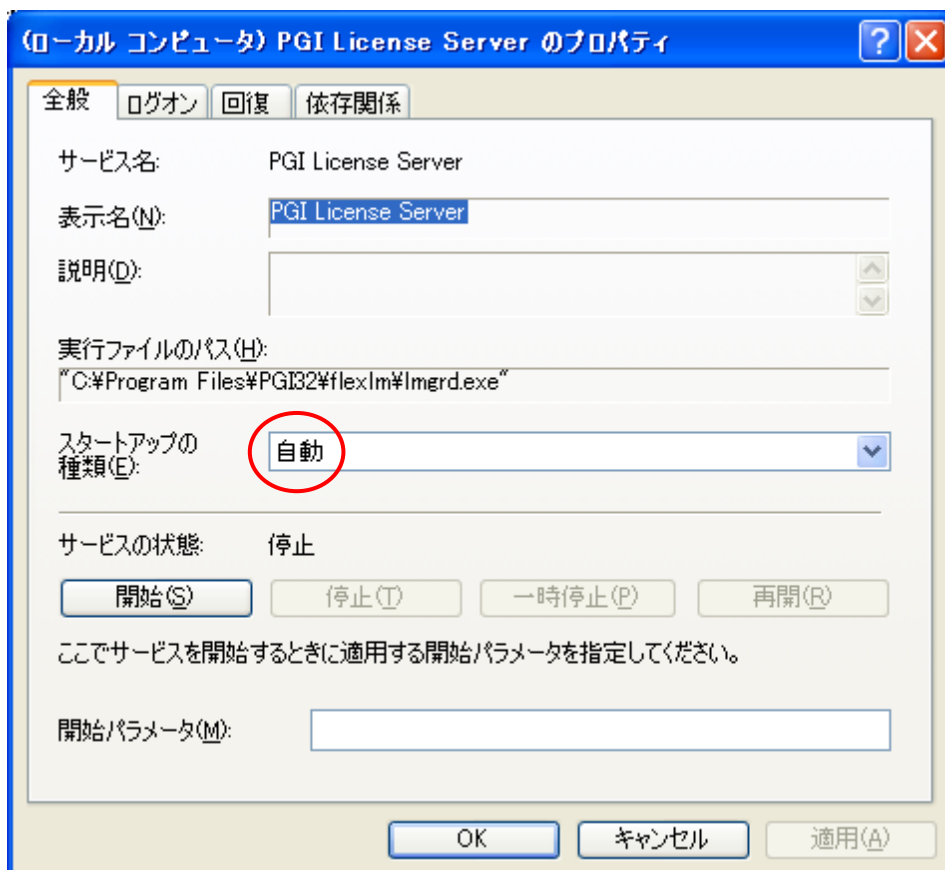 (ローカル コンピュータ) PGI License Server のプロパティ
全般 ログオン 回復 依存関係
サービス名: PGI License Server
表示名(N): PGI License Server
説明(D):
実行ファイルのパス(H):
"C:¥Program Files¥PGI32¥flexlm¥lmgrd.exe"
スタートアップの
種類(E): 自動
サービスの状態: 停止
開始(S) 停止(T) 一時停止(P) 再開(R)
ここでサービスを開始するときに適用する開始パラメータを指定してください。
開始パラメータ(M):
OK キャンセル 適用(A)